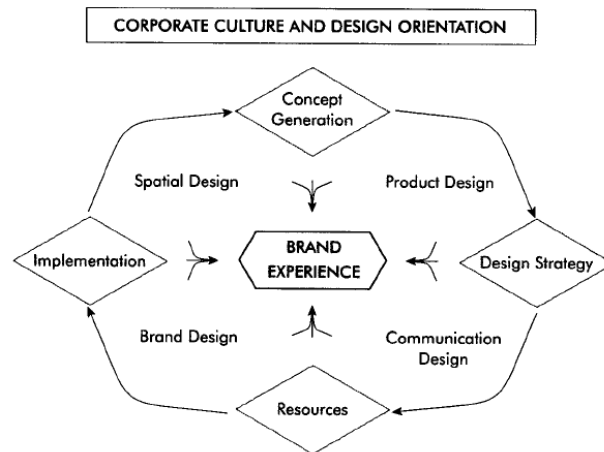 CORPORATE CULTURE AND DESIGN ORIENTATION
Concept
Generation
Spatial Design
Product Design
Implementation
BRAND
EXPERIENCE
Design Strategy
Brand Design
Communication
Design
Resources